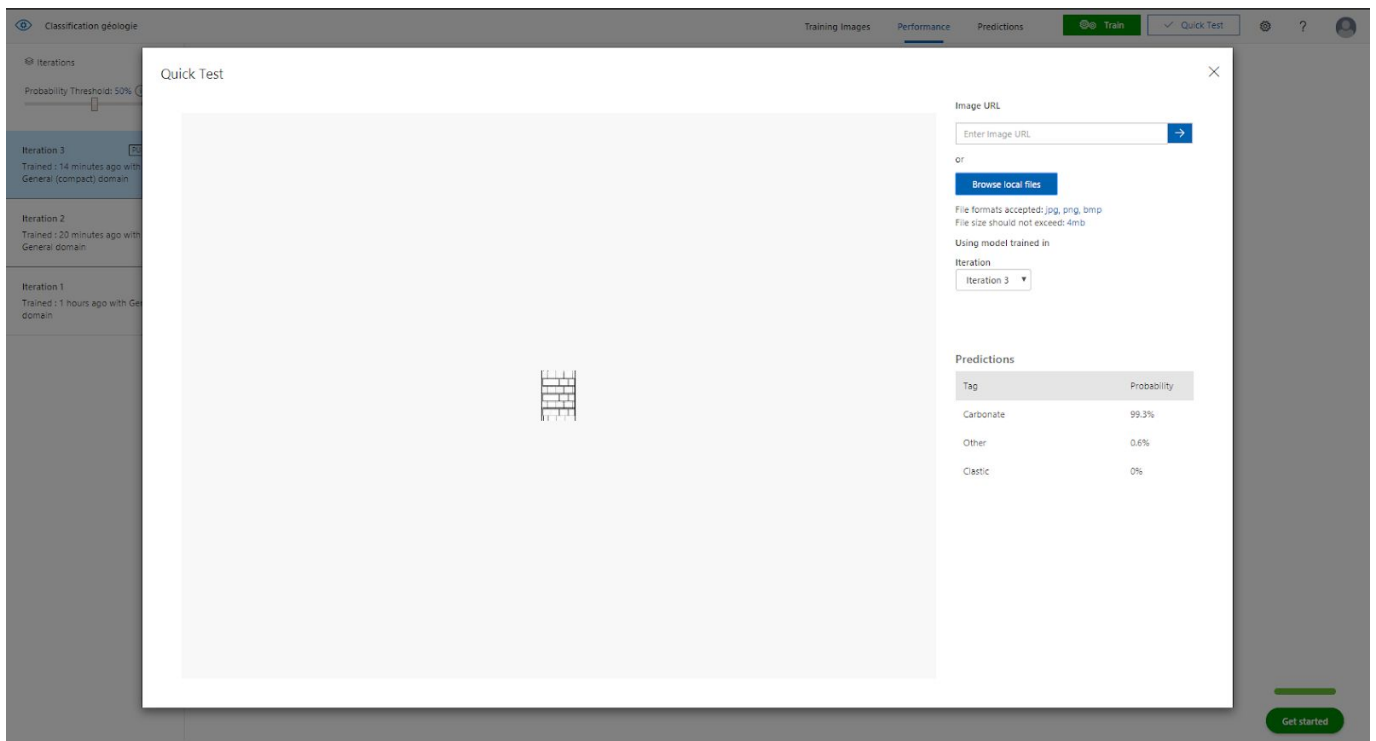 Classification géologie
Training Images
Performance
Predictions
Train
Quick Test
?
Iterations
Probability Threshold: 50%
Iteration 3
Trained : 14 minutes ago with
General (compact) domain
Iteration 2
Trained : 20 minutes ago with
General domain
Iteration 1
Trained : 1 hours ago with Ge
domain
Quick Test
Image URL
Enter Image URL
or
Browse local files
File formats accepted: jpg, png, bmp
File size should not exceed: 4mb
Using model trained in
Iteration
Iteration 3
Predictions
Tag Probability
Carbonate 99.3%
Other 0.6%
Clastic 0%
Get started